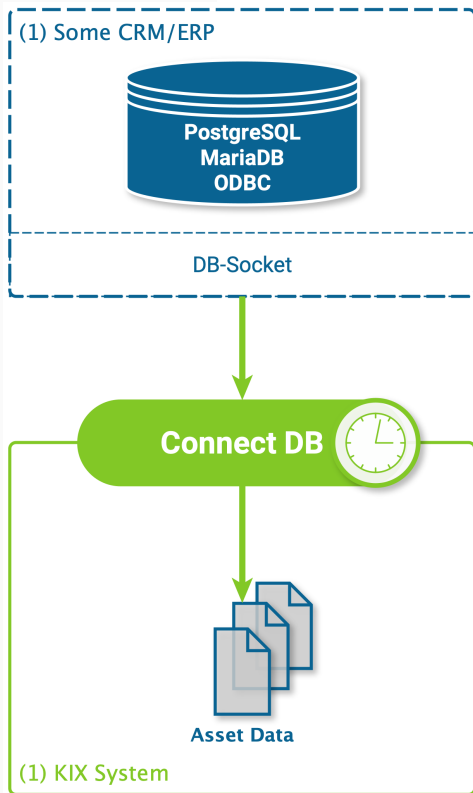 (1) Some CRM/ERP
PostgreSQL
MariaDB
ODBC
DB-Socket
Connect DB
Asset Data
(1) KIX System